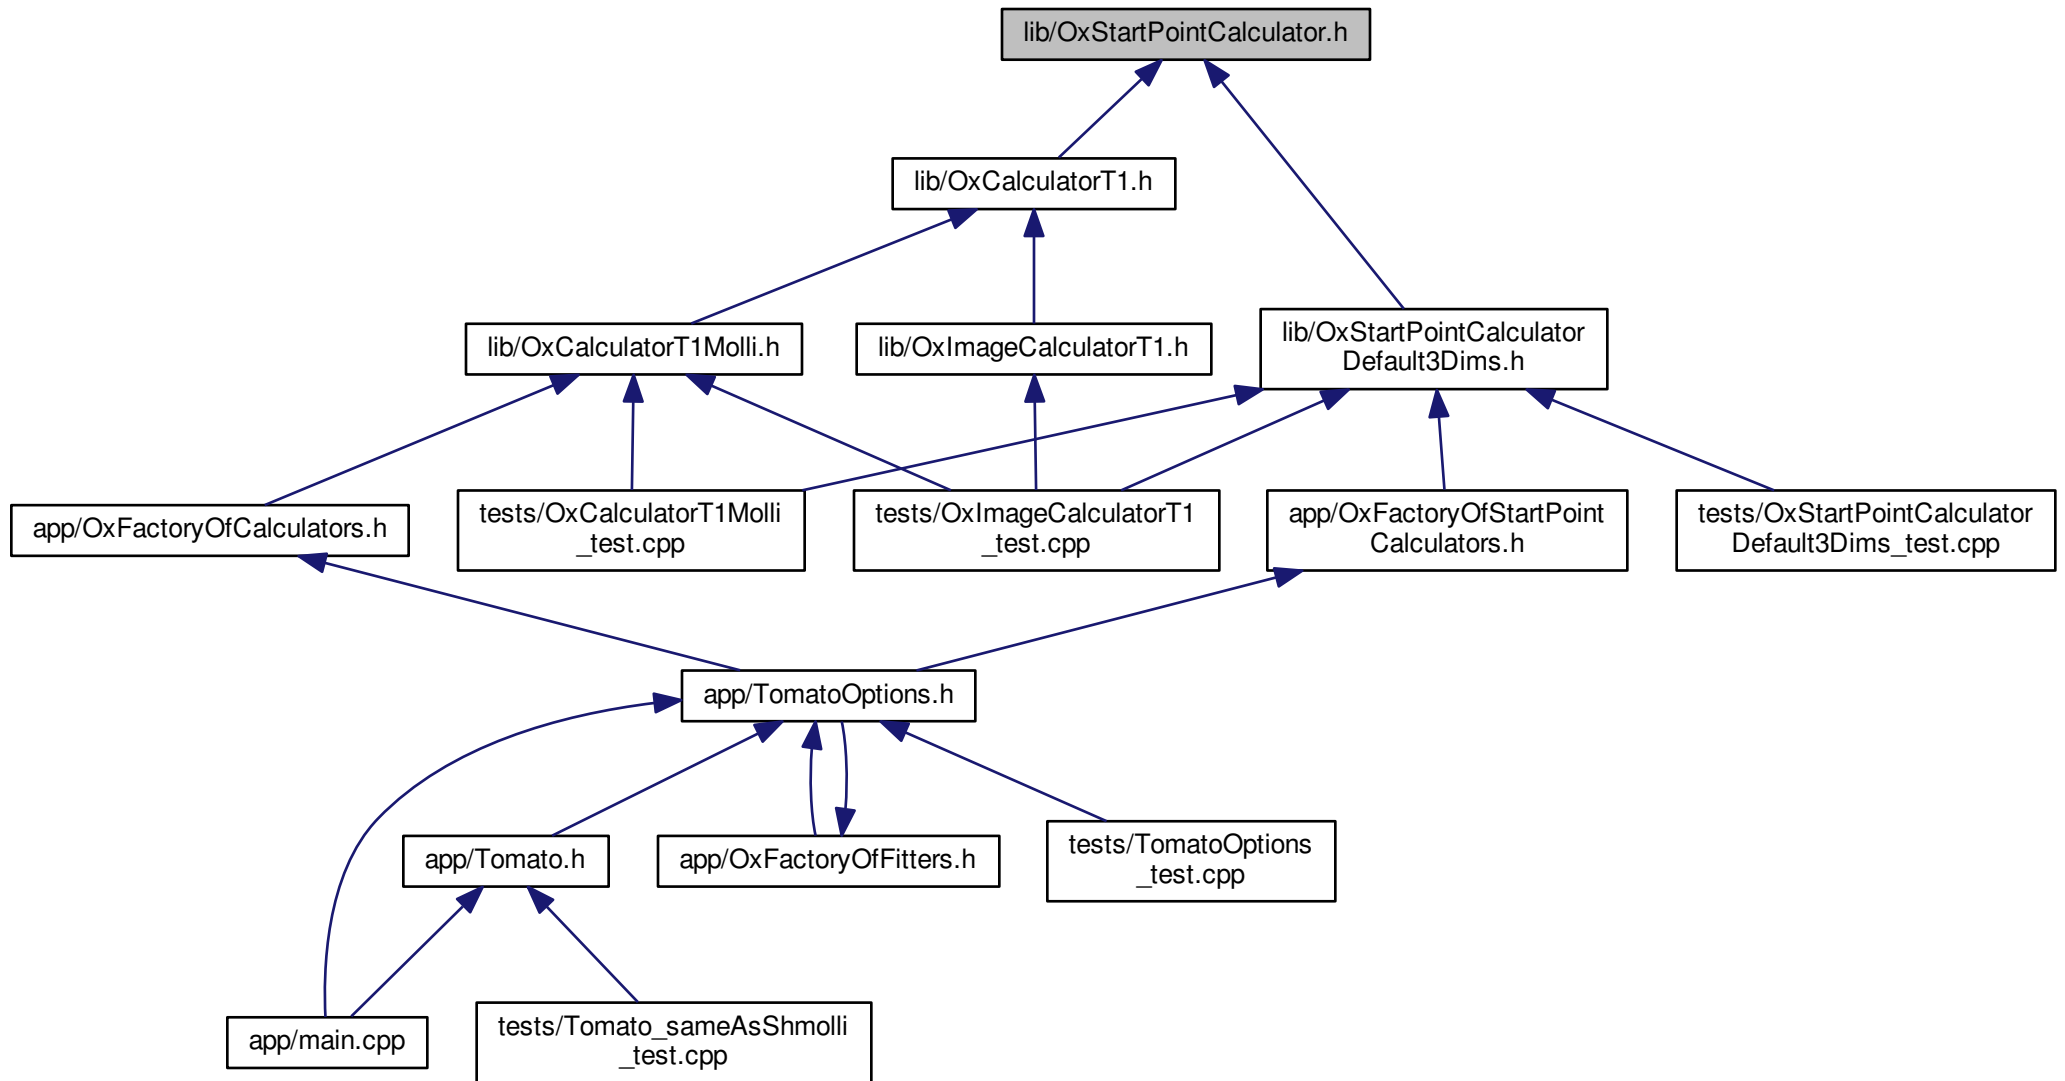 lib/OxStartPointCalculator.h
lib/OxCalculatorT1.h
lib/OxCalculatorT1Molli.h
lib/OxImageCalculatorT1.h
lib/OxStartPointCalculator
Default3Dims.h
app/OxFactoryOfCalculators.h
tests/OxCalculatorT1Molli
_test.cpp
tests/OxImageCalculatorT1
_test.cpp
app/OxFactoryOfStartPoint
Calculators.h
tests/OxStartPointCalculator
Default3Dims_test.cpp
app/TomatoOptions.h
app/Tomato.h
app/OxFactoryOfFitters.h
tests/TomatoOptions
_test.cpp
app/main.cpp
tests/Tomato_sameAsShmolli
_test.cpp